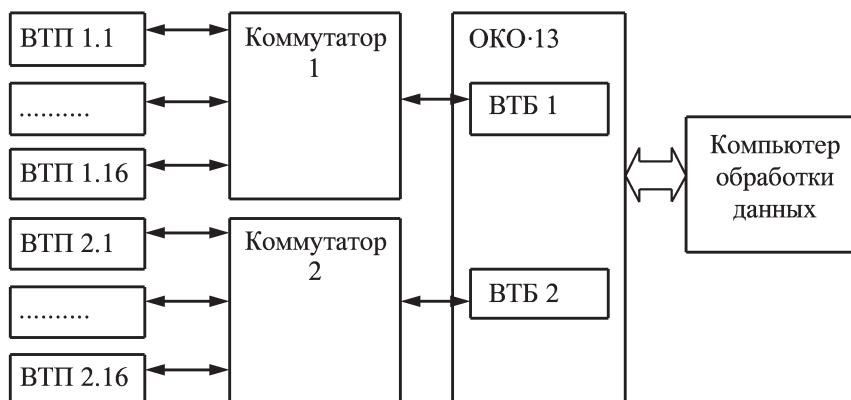 ВТП 1.1
..........
ВТП 1.16
ВТП 2.1
..........
ВТП 2.16
Коммутатор
1
Коммутатор
2
ОКО·13
ВТБ 1
ВТБ 2
Компьютер
обработки
данных